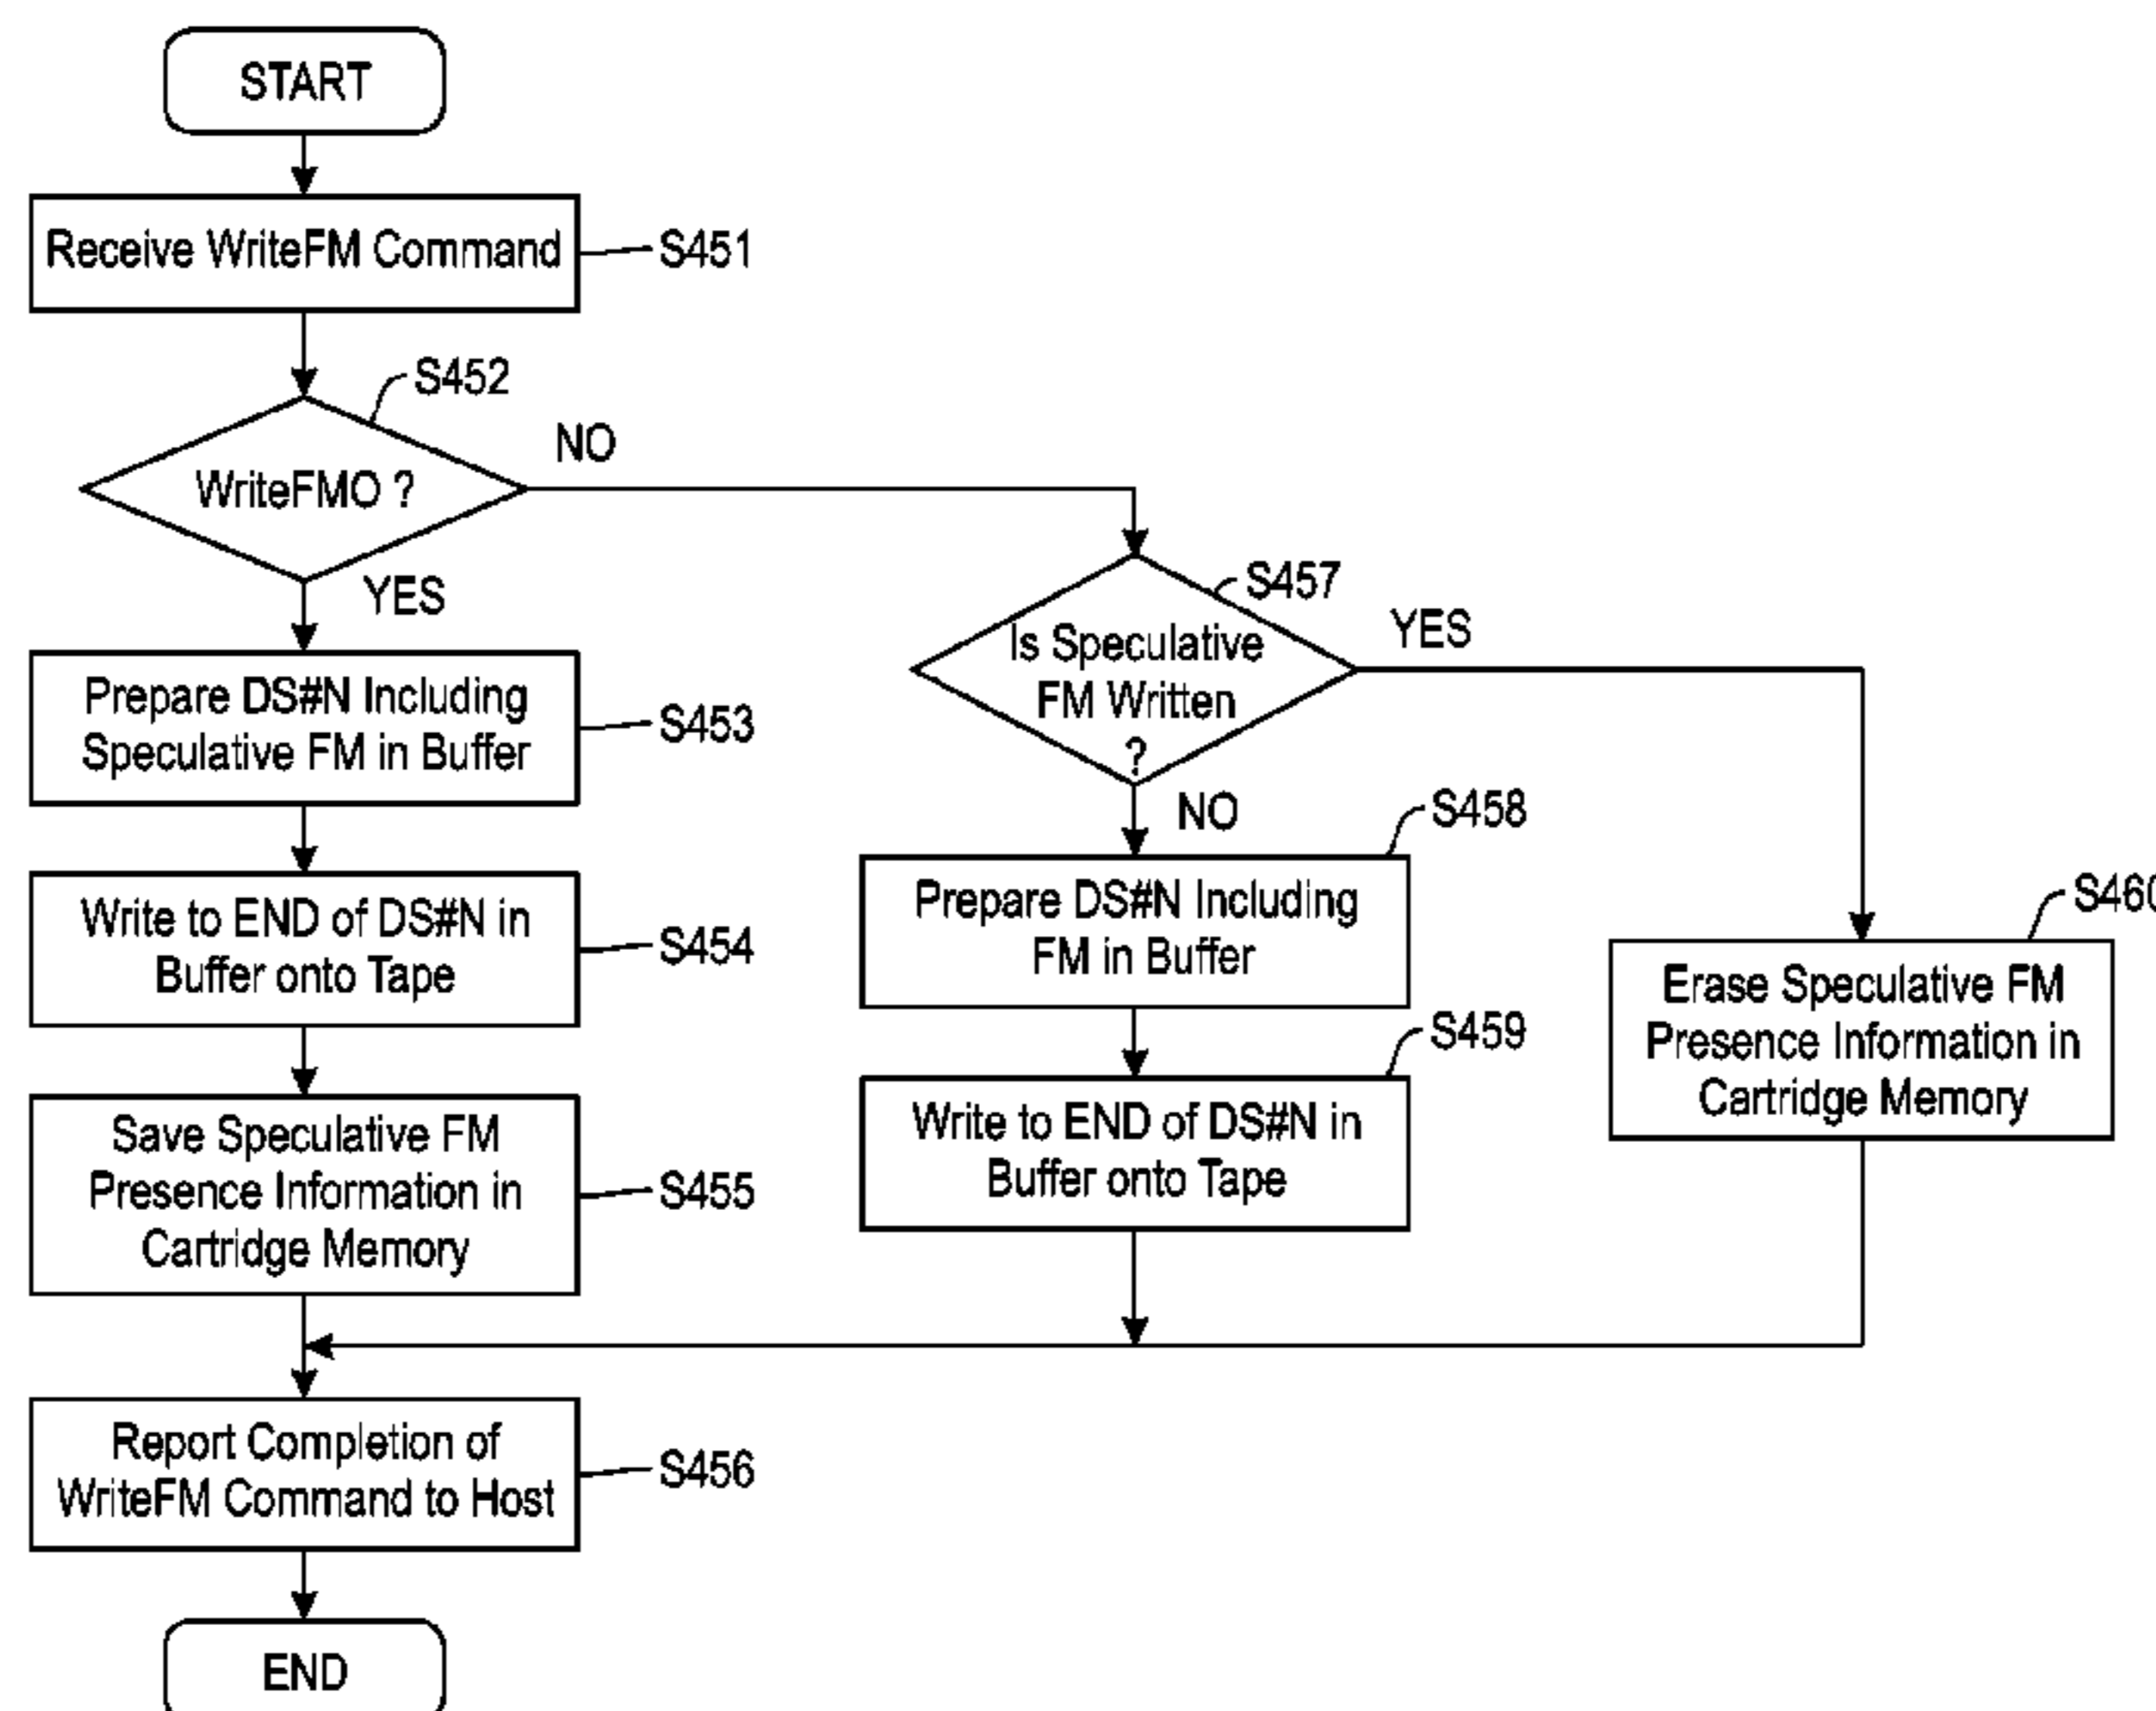 START
Receive WriteFM Command
S451
S452
WriteFMO ?
NO
YES
Prepare DS#N Including
Speculative FM in Buffer
S453
Write to END of DS#N in
Buffer onto Tape
S454
Save Speculative FM
Presence Information in
Cartridge Memory
S455
Report Completion of
WriteFM Command to Host
S456
END
S457
Is Speculative
FM Written
?
YES
NO
S458
Prepare DS#N Including
FM in Buffer
S459
Write to END of DS#N in
Buffer onto Tape
S460
Erase Speculative FM
Presence Information in
Cartridge Memory